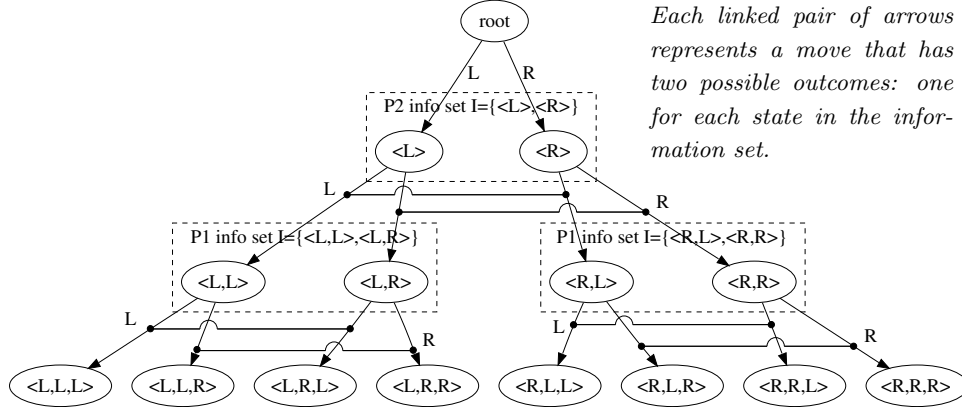 root
Each linked pair of arrows
represents a move that has
two possible outcomes: one
for each state in the infor-
mation set.
L R
P2 info set I={<L>,<R>}
<L> <R>
L R
P1 info set I={<L,L>,<L,R>} P1 info set I={<R,L>,<R,R>}
<L,L> <L,R> <R,L> <R,R>
L R L R
<L,L,L> <L,L,R> <L,R,L> <L,R,R> <R,L,L> <R,L,R> <R,R,L> <R,R,R>